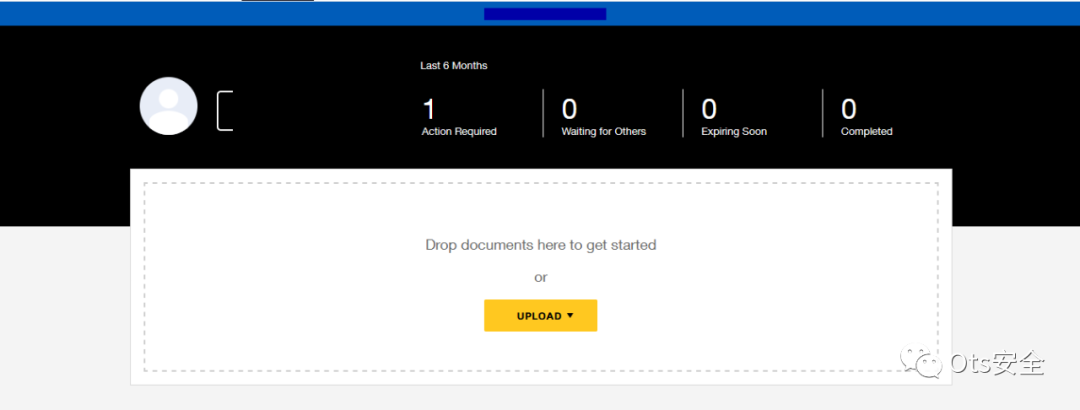 Last 6 Months
1 0 0 0
Action Required Waiting for Others Expiring Soon Completed
Drop documents here to get started
or
UPLOAD
Ots安全